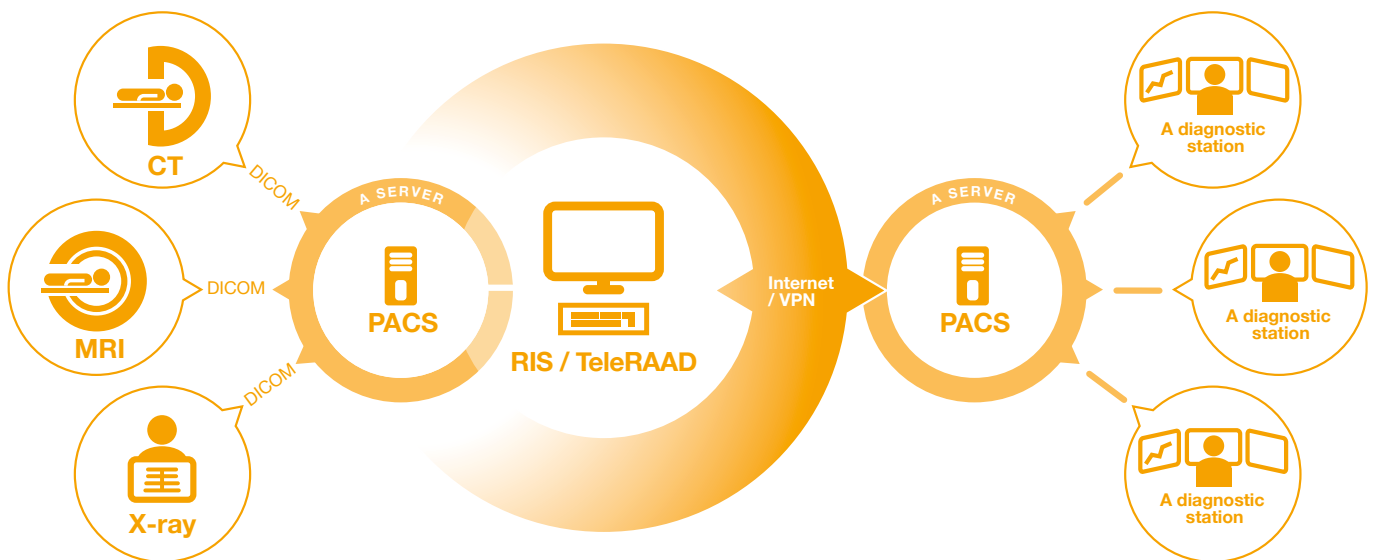 CT
DICOM
MRI
DICOM
X-ray
DICOM
A SERVER
PACS
RIS / TeleRAAD
Internet
/ VPN
A SERVER
PACS
A diagnostic
station
A diagnostic
station
A diagnostic
station